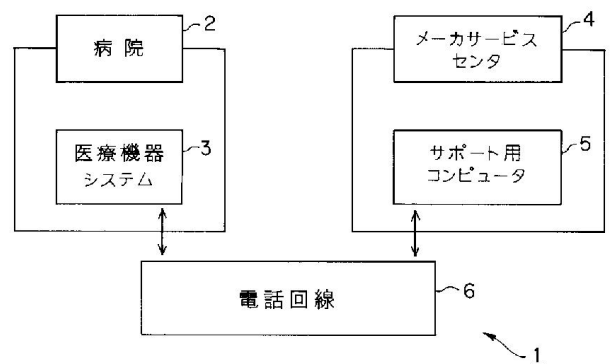 病院
2
医療機器
システム
3
メーカサービス
センタ
4
サポート用
コンピュータ
5
電話回線
6
1